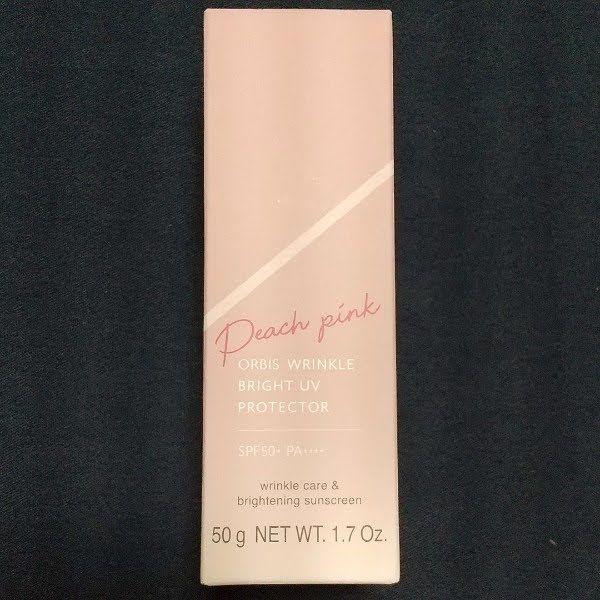 Peach pink
ORBIS WRINKLE
BRIGHT UV
PROTECTOR
SPF50+ PA++++
wrinkle care &
brightening sunscreen
50 g NET WT. 1.7 Oz.